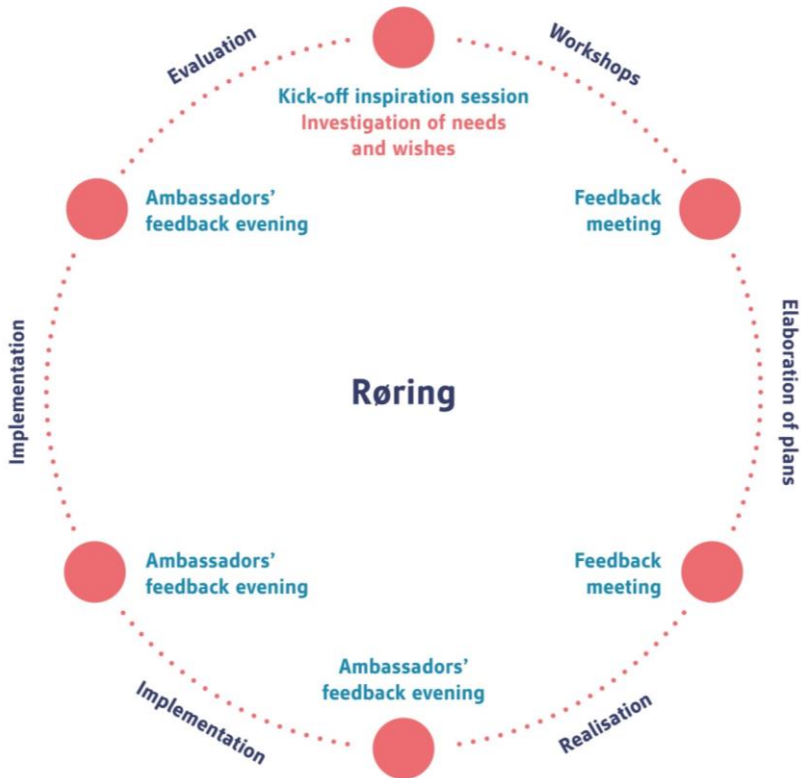 Evaluation
Workshops
Kick-off inspiration session
Investigation of needs
and wishes
Ambassadors’
feedback evening
Feedback
meeting
Implementation
Røring
Elaboration of plans
Ambassadors’
feedback evening
Feedback
meeting
Ambassadors’
feedback evening
Implementation
Realisation